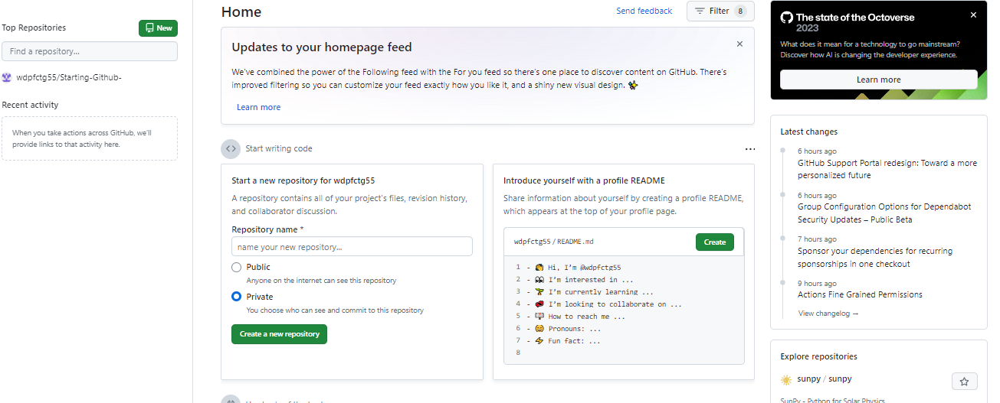 Top Repositories
New
Find a repository...
wdpfctg55/Starting-Github-
Recent activity
When you take actions across GitHub, we'll
provide links to that activity here.
Home
Send feedback
Filter 8
Updates to your homepage feed
We've combined the power of the Following feed with the For you feed so there's one place to discover content on GitHub. There's
improved filtering so you can customize your feed exactly how you like it, and a shiny new visual design. ✨
Learn more
Start writing code
Start a new repository for wdpfctg55
A repository contains all of your project's files, revision history,
and collaborator discussion.
Repository name *
name your new repository...
Public
Anyone on the internet can see this repository
Private
You choose who can see and commit to this repository
Create a new repository
Introduce yourself with a profile README
Share information about yourself by creating a profile README,
which appears at the top of your profile page.
wdpfctg55 / README.md
Create
1 - 👋 Hi, I'm @wdpfctg55
2 - 👀 I'm interested in ...
3 - 🌱 I'm currently learning ...
4 - 💞️ I'm looking to collaborate on ...
5 - 📫 How to reach me ...
6 - 😄 Pronouns: ...
7 - ⚡ Fun fact: ...
8
The state of the Octoverse
2023
What does it mean for a technology to go mainstream?
Discover how AI is changing the developer experience.
Learn more
Latest changes
6 hours ago
GitHub Support Portal redesign: Toward a more
personalized future
6 hours ago
Group Configuration Options for Dependabot
Security Updates – Public Beta
7 hours ago
Sponsor your dependencies for recurring
sponsorships in one checkout
9 hours ago
Actions Fine Grained Permissions
View changelog →
Explore repositories
sunpy / sunpy
SunPy - Python for Solar Physics